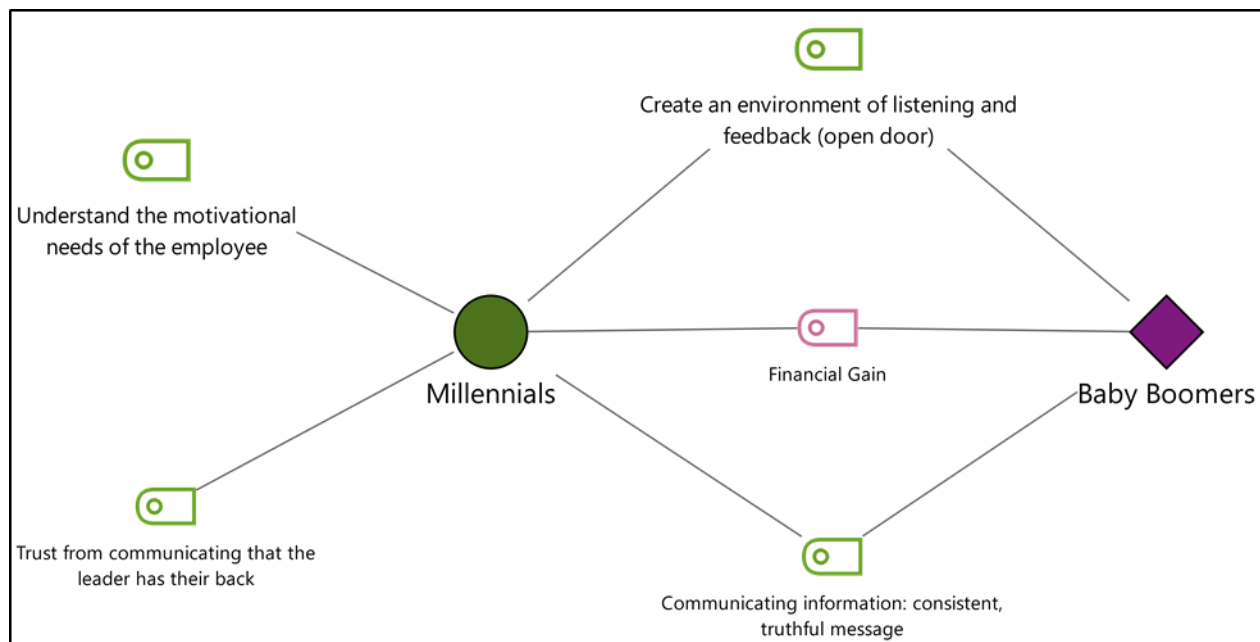 Create an environment of listening and
feedback (open door)
Understand the motivational
needs of the employee
Millennials
Financial Gain
Baby Boomers
Trust from communicating that the
leader has their back
Communicating information: consistent,
truthful message